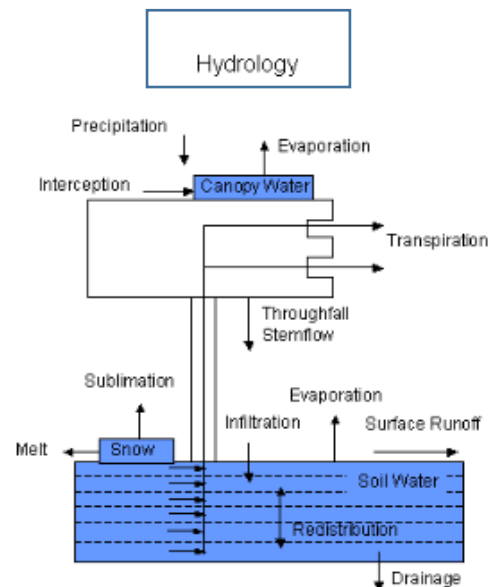 Hydrology
Precipitation
Evaporation
Interception
Canopy Water
Transpiration
Throughfall
Stemflow
Sublimation
Evaporation
Infiltration
Surface Runoff
Melt
Snow
Soil Water
Redistribution
Drainage